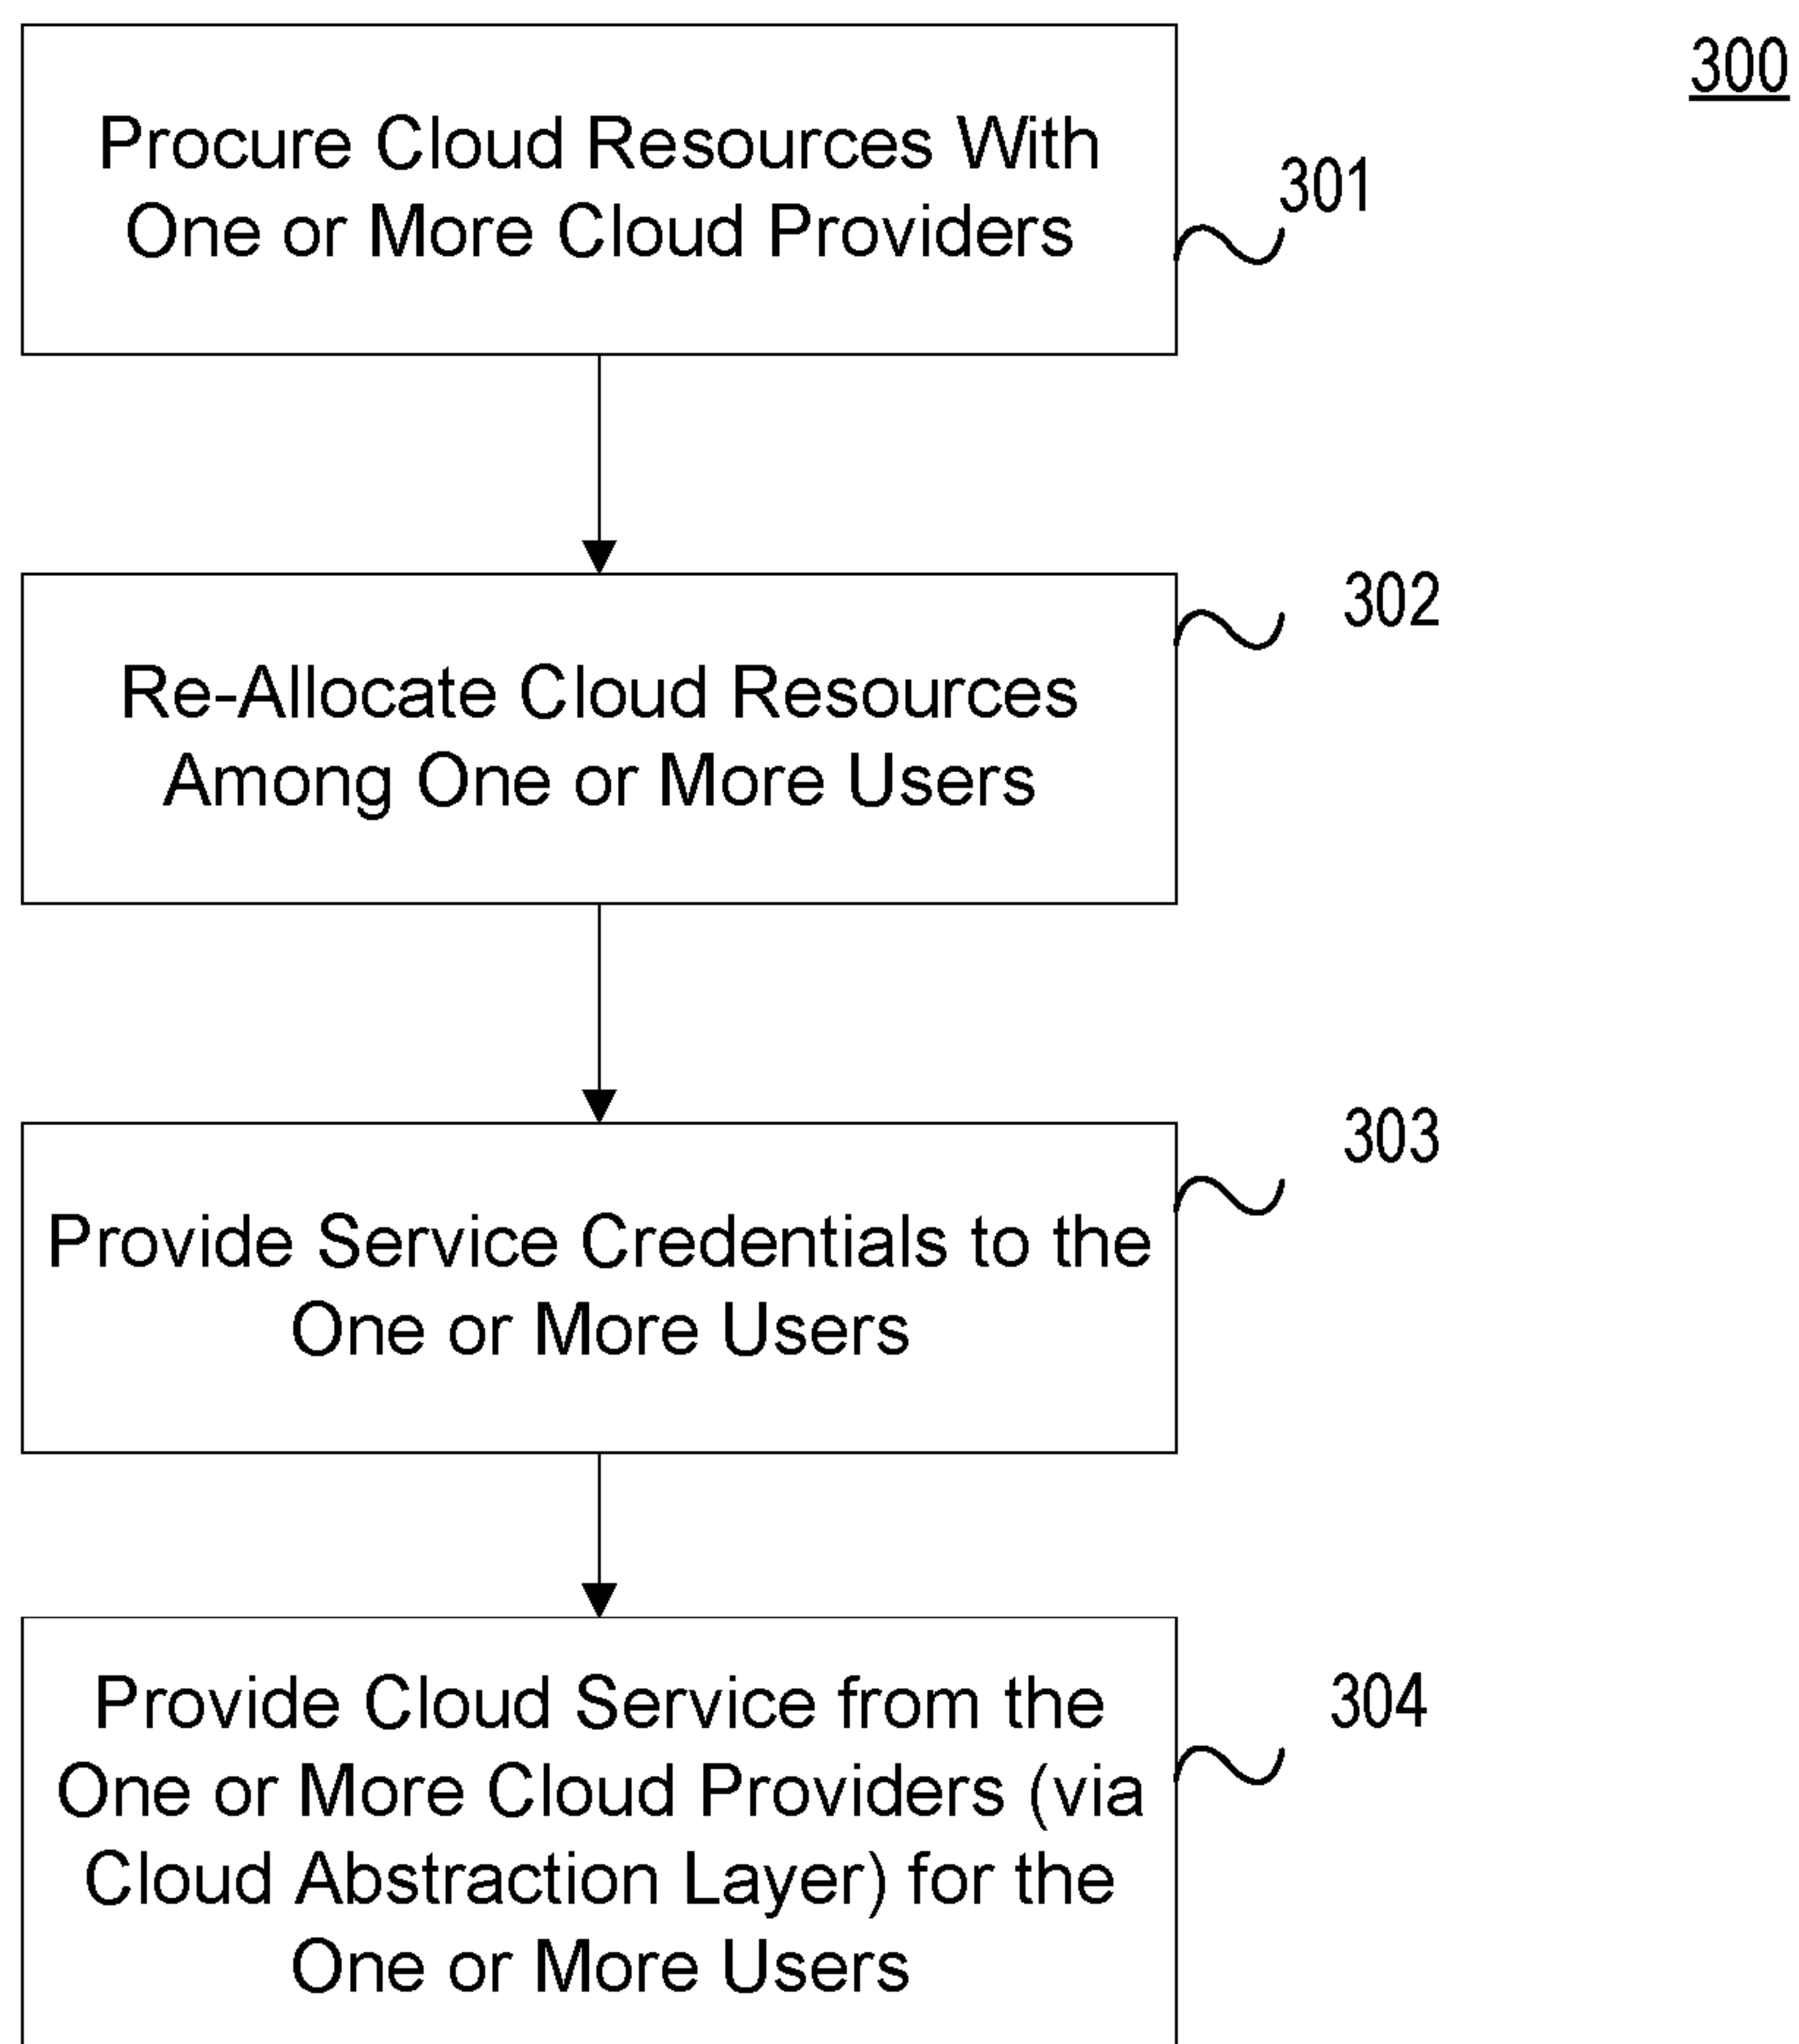 300
Procure Cloud Resources With
One or More Cloud Providers
301
Re-Allocate Cloud Resources
Among One or More Users
302
Provide Service Credentials to the
One or More Users
303
Provide Cloud Service from the
One or More Cloud Providers (via
Cloud Abstraction Layer) for the
One or More Users
304